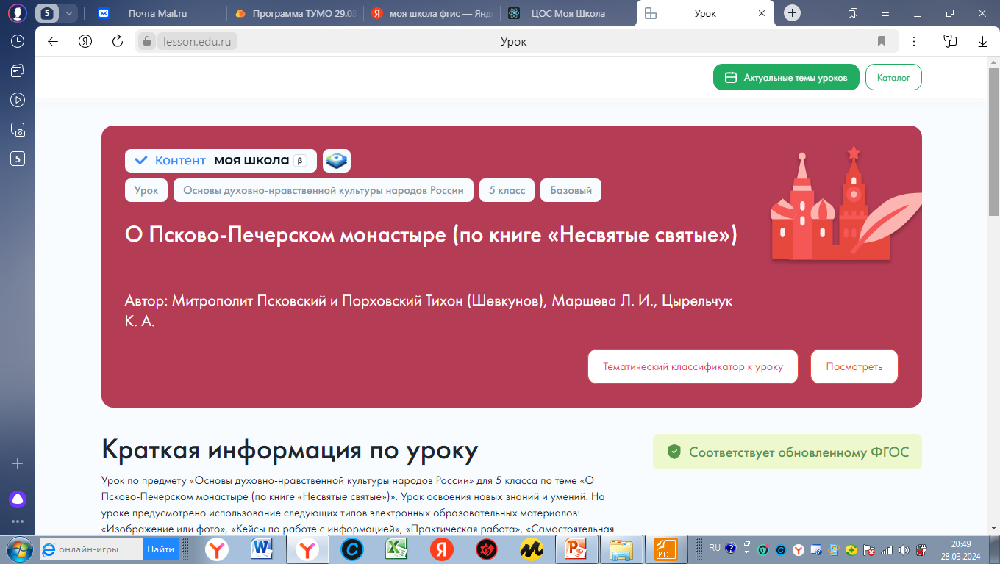 5
Почта Mail.ru
Программа ТУМО 29.03
моя школа фгис — Янд
ЦОС Моя Школа
Урок
Я
lesson.edu.ru
Урок
5
Актуальные темы уроков
Каталог
Контент моя школа β
Урок
Основы духовно-нравственной культуры народов России
5 класс
Базовый
О Псково-Печерском монастыре (по книге «Несвятые святые»)
Автор: Митрополит Псковский и Порховский Тихон (Шевкунов), Маршева Л. И., Цырельчук
К. А.
Тематический классификатор к уроку
Посмотреть
Краткая информация по уроку
Соответствует обновленному ФГОС
Урок по предмету «Основы духовно-нравственной культуры народов России» для 5 класса по теме «О
Псково-Печерском монастыре (по книге «Несвятые святые»)». Урок освоения новых знаний и умений. На
уроке предусмотрено использование следующих типов электронных образовательных материалов:
«Изображение или фото», «Кейсы по работе с информацией», «Практическая работа», «Самостоятельная
онлайн-игры
Найти
Я
PDF
RU
20:49
28.03.2024